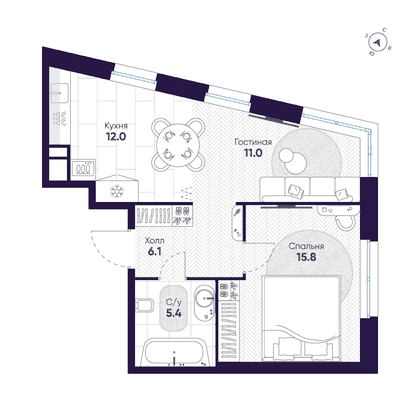 С
З
В
Ю
Кухня
12.0
Гостиная
11.0
Холл
6.1
Спальня
15.8
С/у
5.4